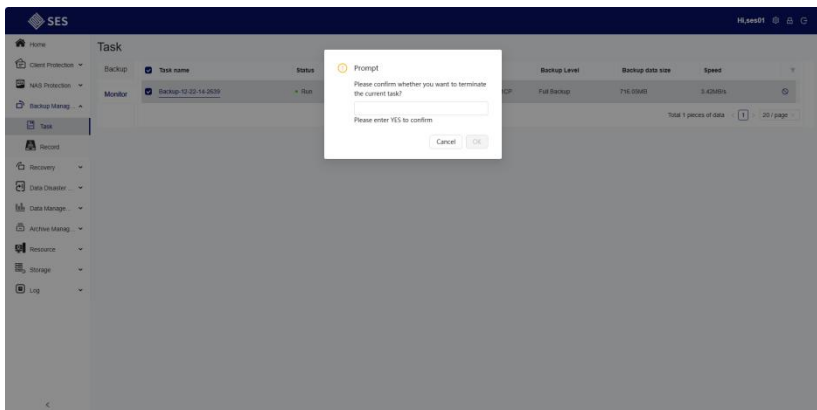 SES
Hi,ses01
Home
Client Protection
NAS Protection
Backup Manag...
Task
Record
Recovery
Data Disaster ...
Data Manage...
Archive Manag...
Resource
Storage
Log
Task
Backup
Monitor
Task name Status Backup Level Backup data size Speed
Backup-12-22-14-2639 Run Full Backup 716.00MB
Total 1 pieces of data 1 20 / page
Prompt
Please confirm whether you want to terminate
the current task?
Please enter YES to confirm
Cancel OK